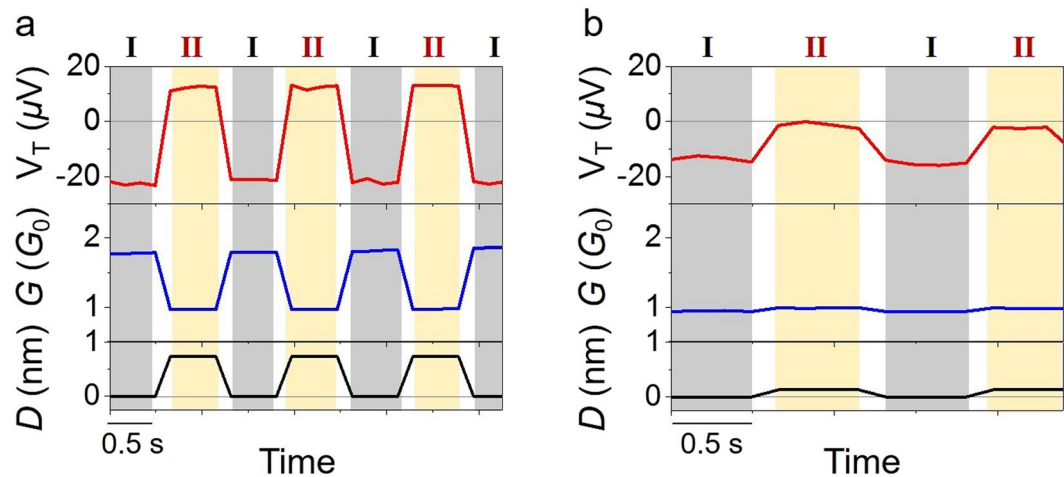 a
I II I II I II I
20
0
-20
V_T (μV)
2
1
G (G_0)
1
0
D (nm)
0.5 s
Time
b
I II I II
20
0
-20
V_T (μV)
2
1
G (G_0)
1
0
D (nm)
0.5 s
Time